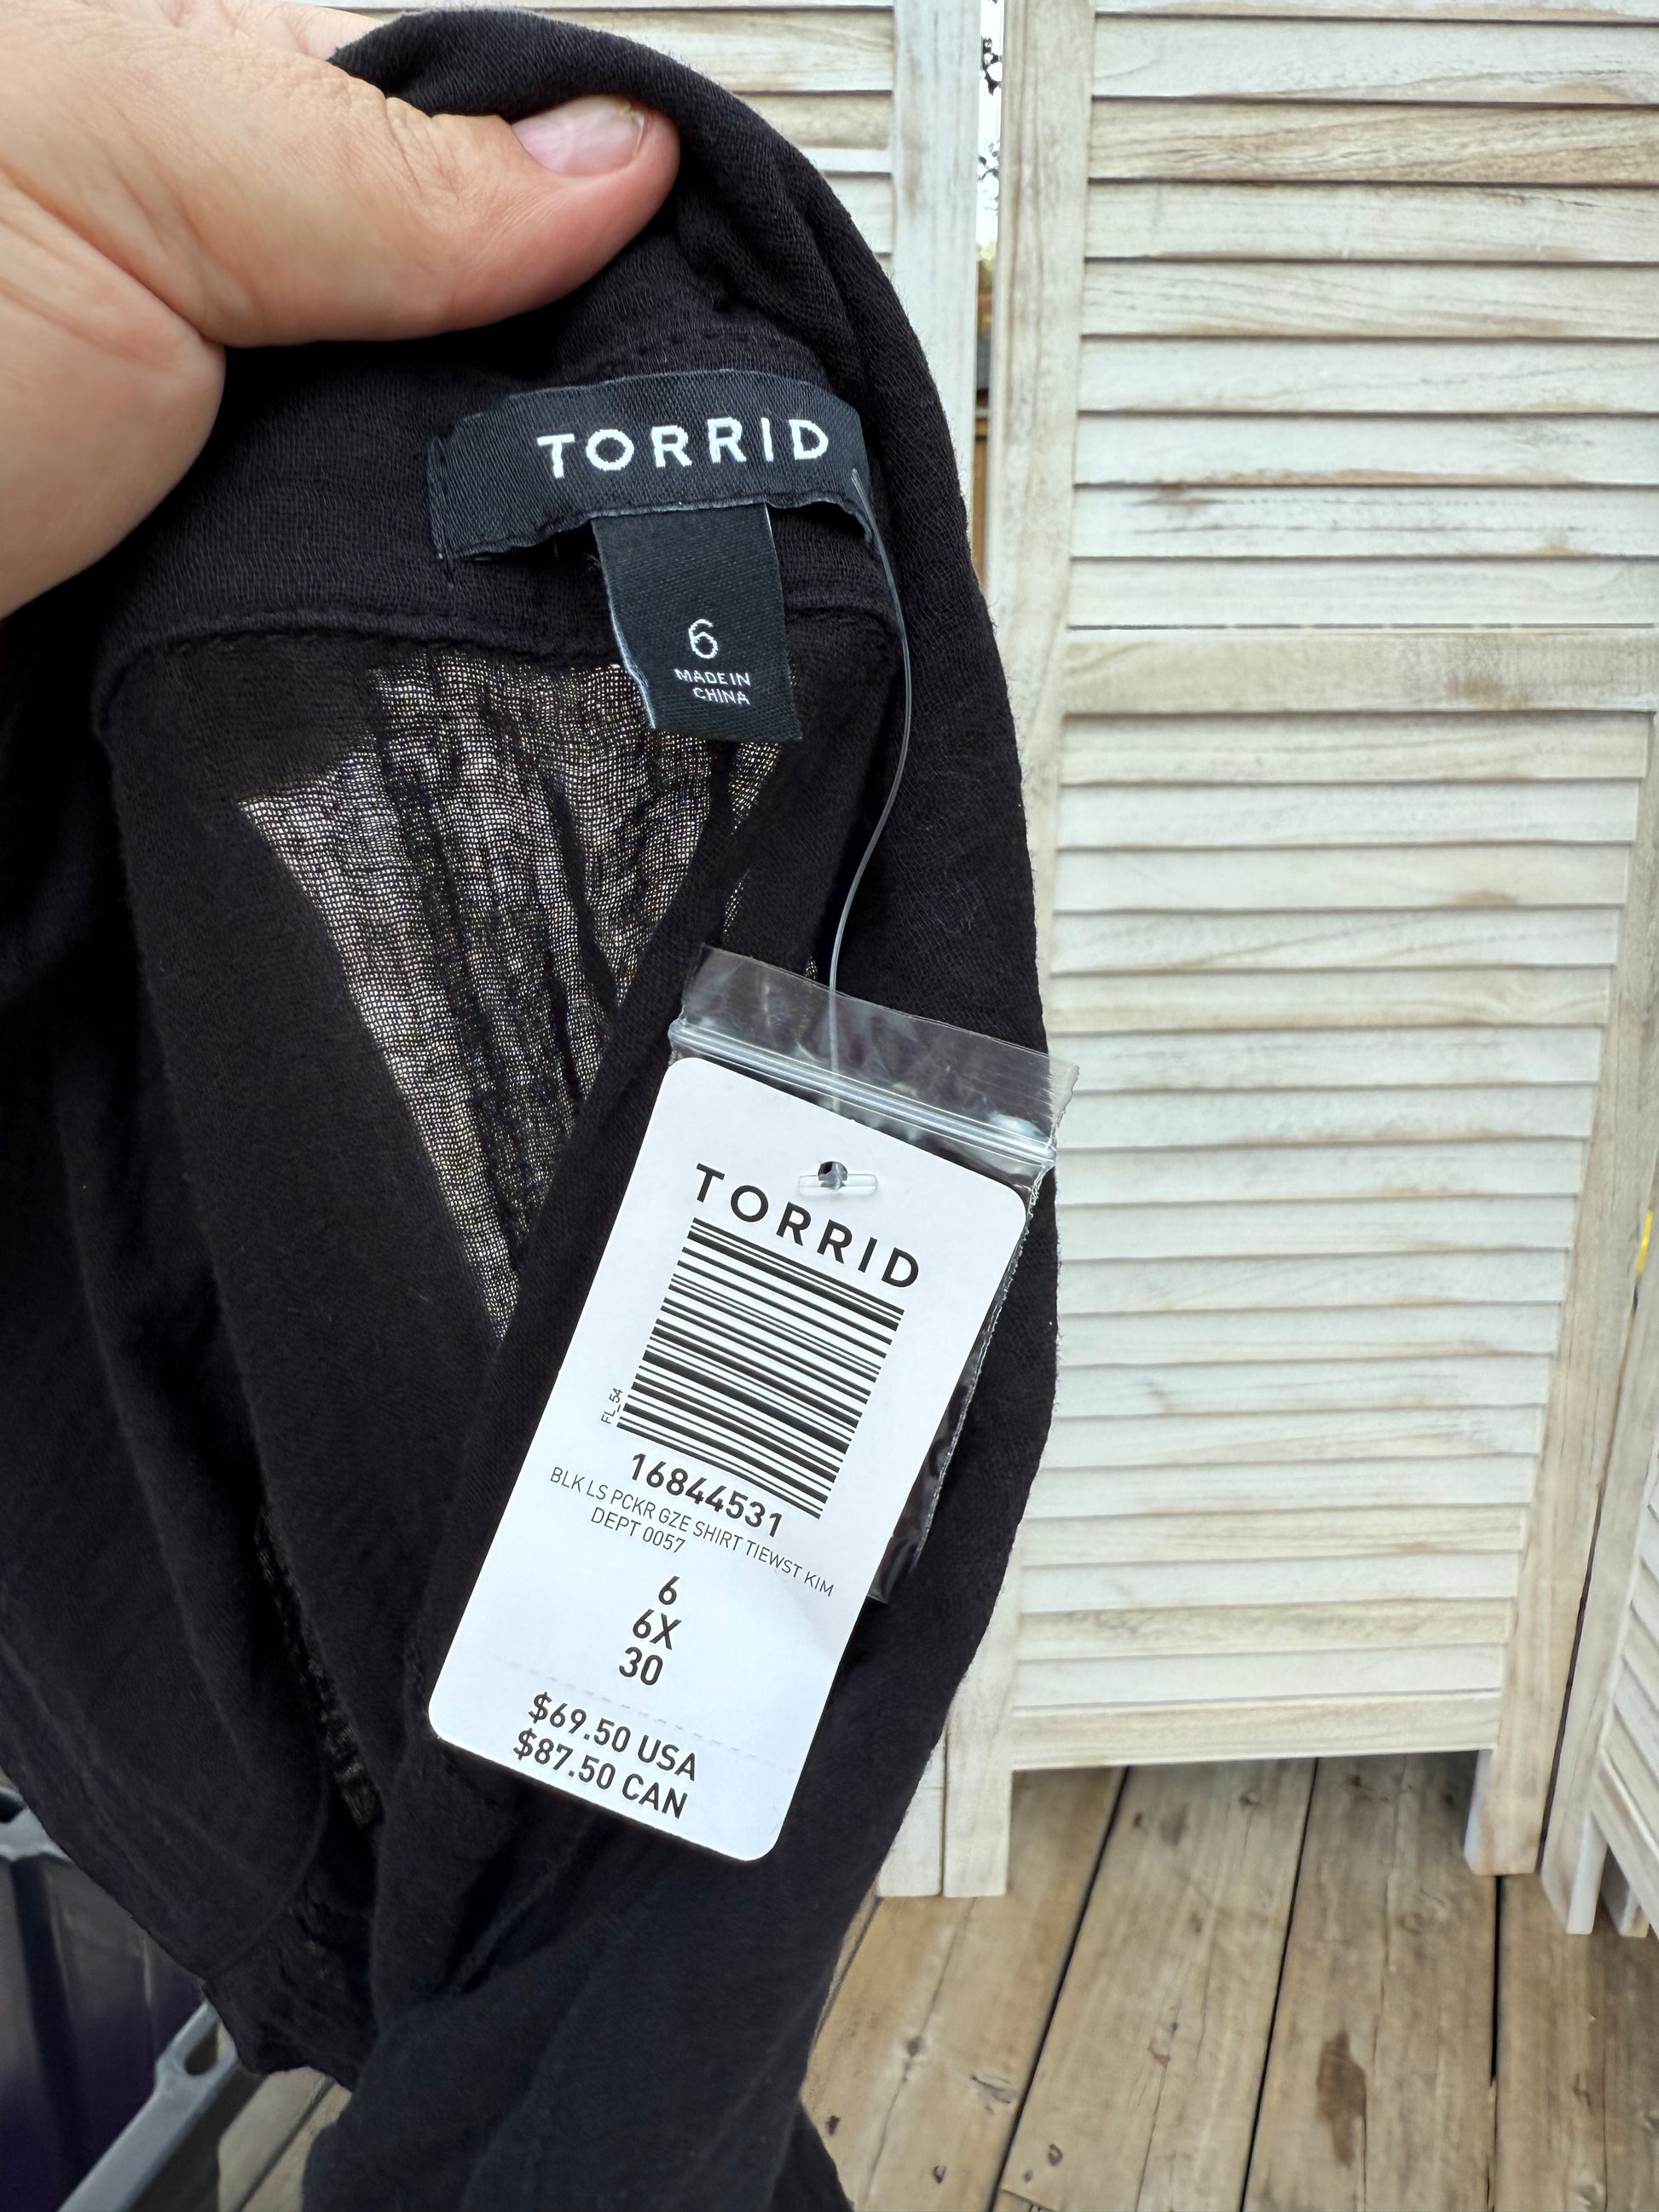 TORRID
6
MADE IN
CHINA
TORRID
FL_54
16844531
BLK LS PCKR GZE SHIRT TIEWST KIM
DEPT 0057
6
6X
30
$69.50 USA
$87.50 CAN